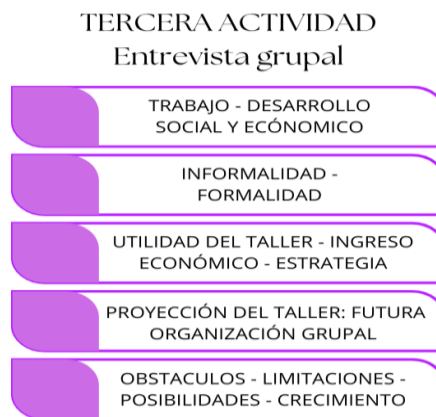 TERCERA ACTIVIDAD
Entrevista grupal
TRABAJO - DESARROLLO
SOCIAL Y ECÓNOMICO
INFORMALIDAD -
FORMALIDAD
UTILIDAD DEL TALLER - INGRESO
ECONÓMICO - ESTRATEGIA
PROYECCIÓN DEL TALLER: FUTURA
ORGANIZACIÓN GRUPAL
OBSTACULOS - LIMITACIONES -
POSIBILIDADES - CRECIMIENTO